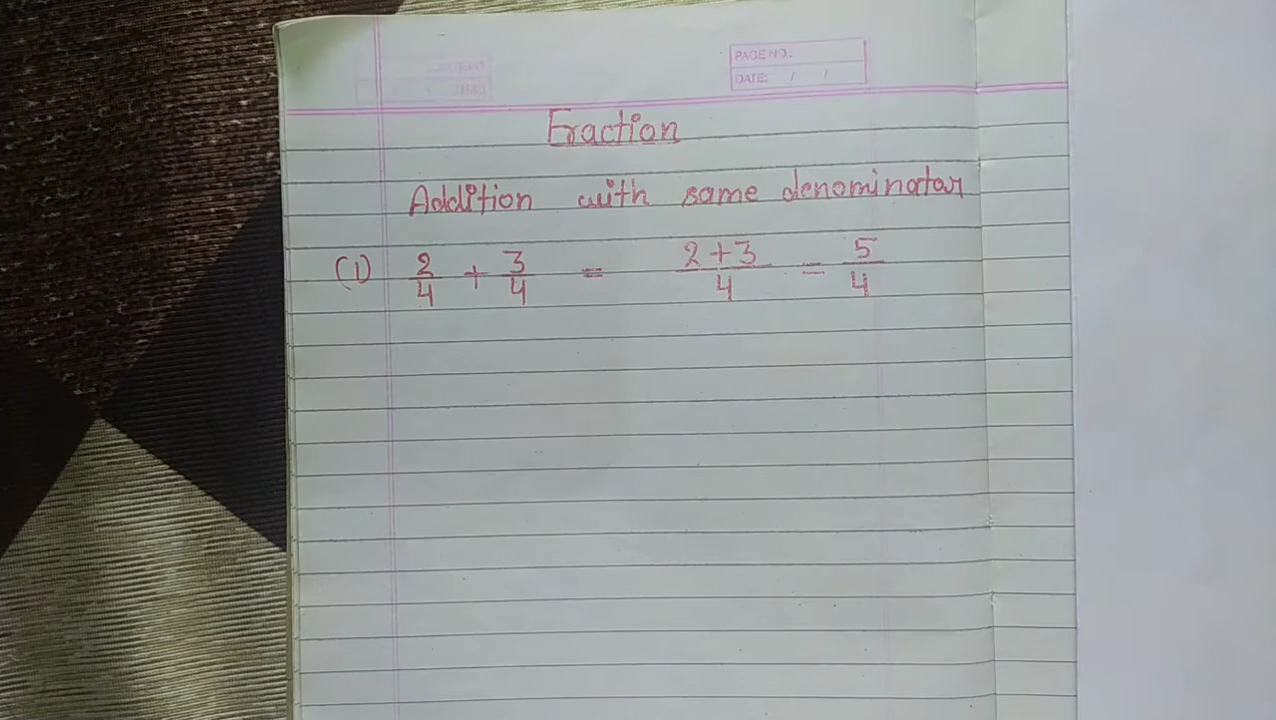 PAGE NO.:
DATE: / /
Fraction
Addition with same denominator
(1) 2/4 + 3/4 = 2+3/4 = 5/4